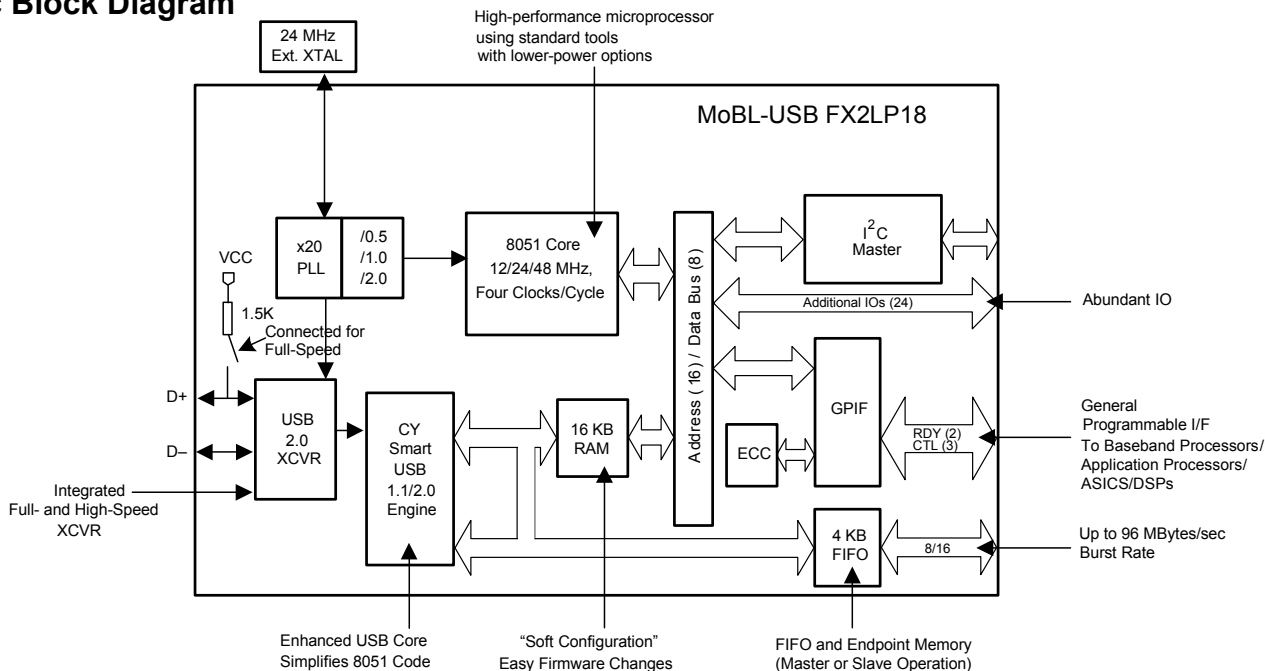 Block Diagram
24 MHz
Ext. XTAL
High-performance microprocessor
using standard tools
with lower-power options
MoBL-USB FX2LP18
x20
PLL
/0.5
/1.0
/2.0
8051 Core
12/24/48 MHz,
Four Clocks/Cycle
I2C
Master
VCC
1.5K
Connected for
Full-Speed
Address (16) / Data Bus (8)
Additional IOs (24)
Abundant IO
D+
D–
USB
2.0
XCVR
CY
Smart
USB
1.1/2.0
Engine
16 KB
RAM
ECC
GPIF
RDY (2)
CTL (3)
General
Programmable I/F
To Baseband Processors/
Application Processors/
ASICS/DSPs
Integrated
Full- and High-Speed
XCVR
4 KB
FIFO
8/16
Up to 96 MBytes/sec
Burst Rate
Enhanced USB Core
Simplifies 8051 Code
“Soft Configuration”
Easy Firmware Changes
FIFO and Endpoint Memory
(Master or Slave Operation)